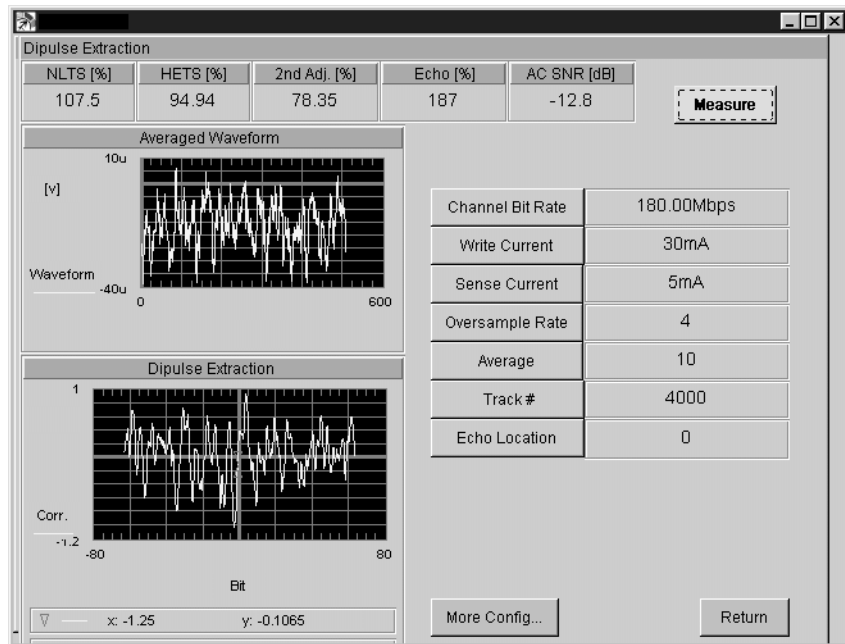 Dipulse Extraction
NLTS [%] HETS [%] 2nd Adj. [%] Echo [%] AC SNR [dB]
107.5 94.94 78.35 187 -12.8
Measure
Averaged Waveform
10u
[v]
Waveform
-40u
0 600
Dipulse Extraction
1
Corr.
-1.2
-80 80
Bit
x: -1.25 y: -0.1065
Channel Bit Rate 180.00Mbps
Write Current 30mA
Sense Current 5mA
Oversample Rate 4
Average 10
Track # 4000
Echo Location 0
More Config... Return